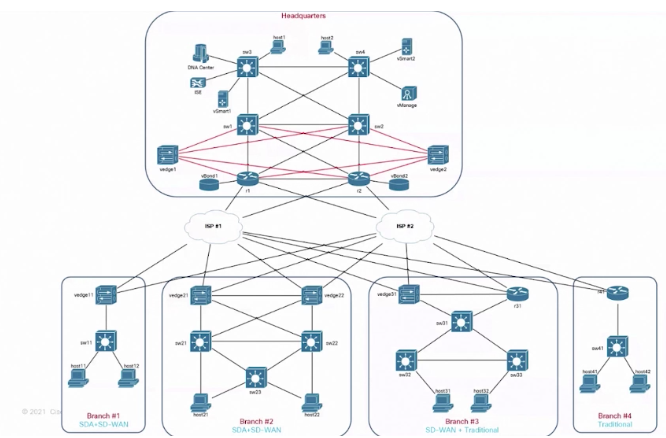 Headquarters
host1
host2
sw3
sw4
vSmart2
DNA Center
ISE
vSmart1
vManage
sw1
sw2
vedge1
vedge2
vBond1
vBond2
r1
r2
ISP #1
ISP #2
vedge11
vedge21
vedge22
vedge31
r31
sw31
sw11
sw21
sw22
sw32
sw33
sw41
host11
host12
sw23
host31
host32
host41
host42
host21
host22
© 2021
Branch #1
SDA+SD-WAN
Branch #2
SDA+SD-WAN
Branch #3
SD-WAN + Traditional
Branch #4
Traditional